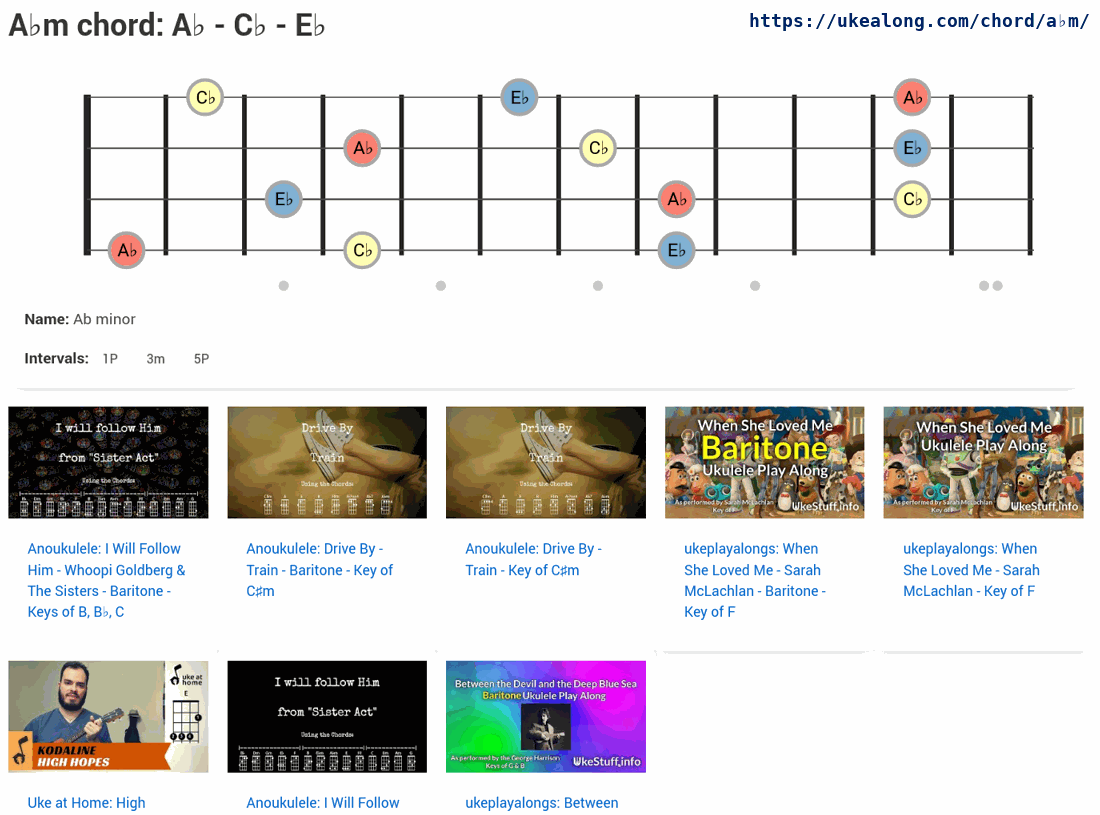 A♭m chord: A♭ - C♭ - E♭
https://ukealong.com/chord/a♭m/
C♭ E♭ A♭
A♭ C♭ E♭
E♭ A♭ C♭
A♭ C♭ E♭
Name: Ab minor
Intervals: 1P 3m 5P
I will follow Him
from "Sister Act"
Using the Chords:
Drive By
Train
Using the Chords:
Drive By
Train
Using the Chords:
When She Loved Me
Baritone
Ukulele Play Along
As performed by Sarah McLachlan
Key of F
UkeStuff.info
When She Loved Me
Ukulele Play Along
As performed by Sarah McLachlan
Key of F
UkeStuff.info
Anoukulele: I Will Follow
Him - Whoopi Goldberg &
The Sisters - Baritone -
Keys of B, B♭, C
Anoukulele: Drive By -
Train - Baritone - Key of
C♯m
Anoukulele: Drive By -
Train - Key of C♯m
ukeplayalongs: When
She Loved Me - Sarah
McLachlan - Baritone -
Key of F
ukeplayalongs: When
She Loved Me - Sarah
McLachlan - Key of F
uke at
home
E
KODALINE
HIGH HOPES
I will follow Him
from "Sister Act"
Using the Chords:
Between the Devil and the Deep Blue Sea
Baritone Ukulele Play Along
As performed by the George Harrison
Keys of G & B
UkeStuff.info
Uke at Home: High
Anoukulele: I Will Follow
ukeplayalongs: Between